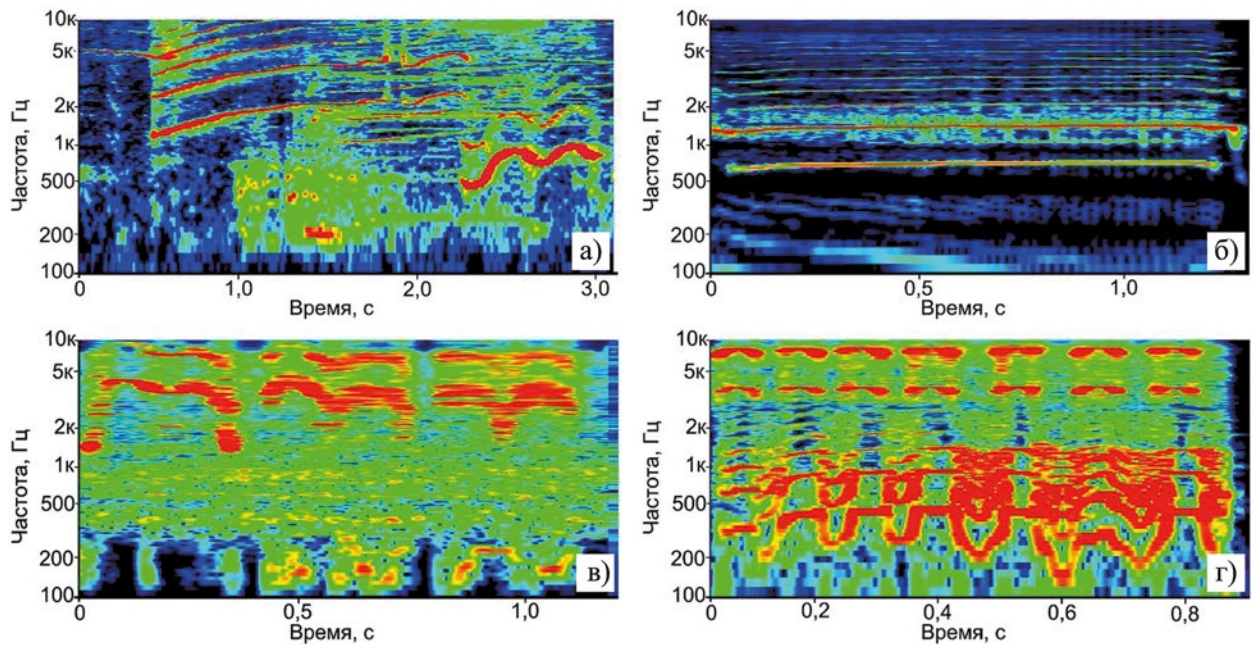 10к
5к
2к
1к
500
200
100
Частота, Гц
0
1,0
2,0
3,0
Время, с
а)
10к
5к
2к
1к
500
200
100
Частота, Гц
0
0,5
1,0
Время, с
б)
10к
5к
2к
1к
500
200
100
Частота, Гц
0
0,5
1,0
Время, с
в)
10к
5к
2к
1к
500
200
100
Частота, Гц
0
0,2
0,4
0,6
0,8
Время, с
г)